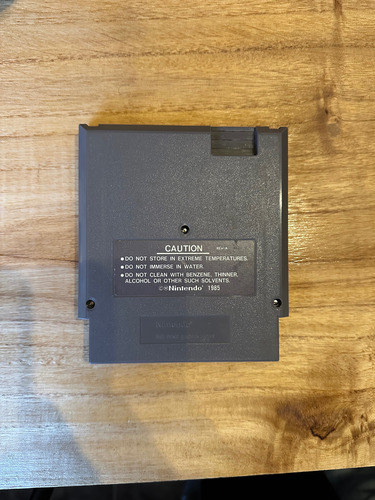 CAUTION REV-A
• DO NOT STORE IN EXTREME TEMPERATURES.
• DO NOT IMMERSE IN WATER.
• DO NOT CLEAN WITH BENZENE, THINNER,
ALCOHOL OR OTHER SUCH SOLVENTS.
©®Nintendo® 1985